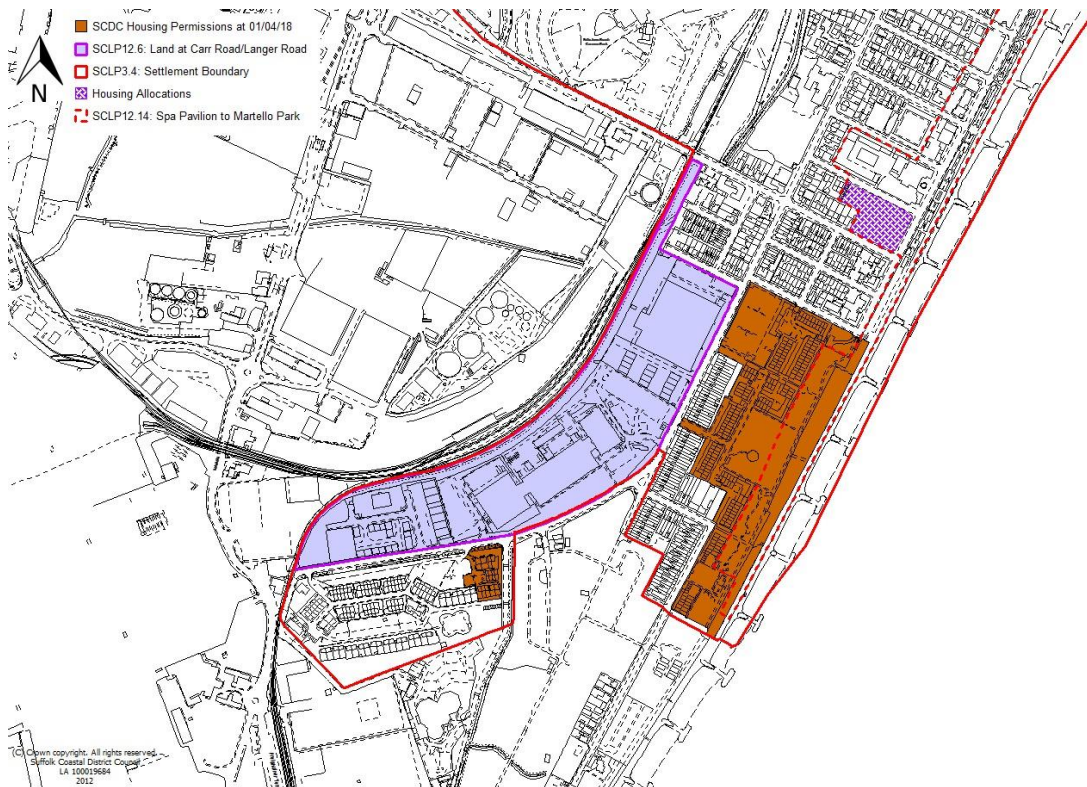 SCDC Housing Permissions at 01/04/18
SCLP12.6: Land at Carr Road/Langer Road
SCLP3.4: Settlement Boundary
Housing Allocations
SCLP12.14: Spa Pavilion to Martello Park
N
(C) Crown copyright. All rights reserved.
Suffolk Coastal District Council
LA 100019684
2012